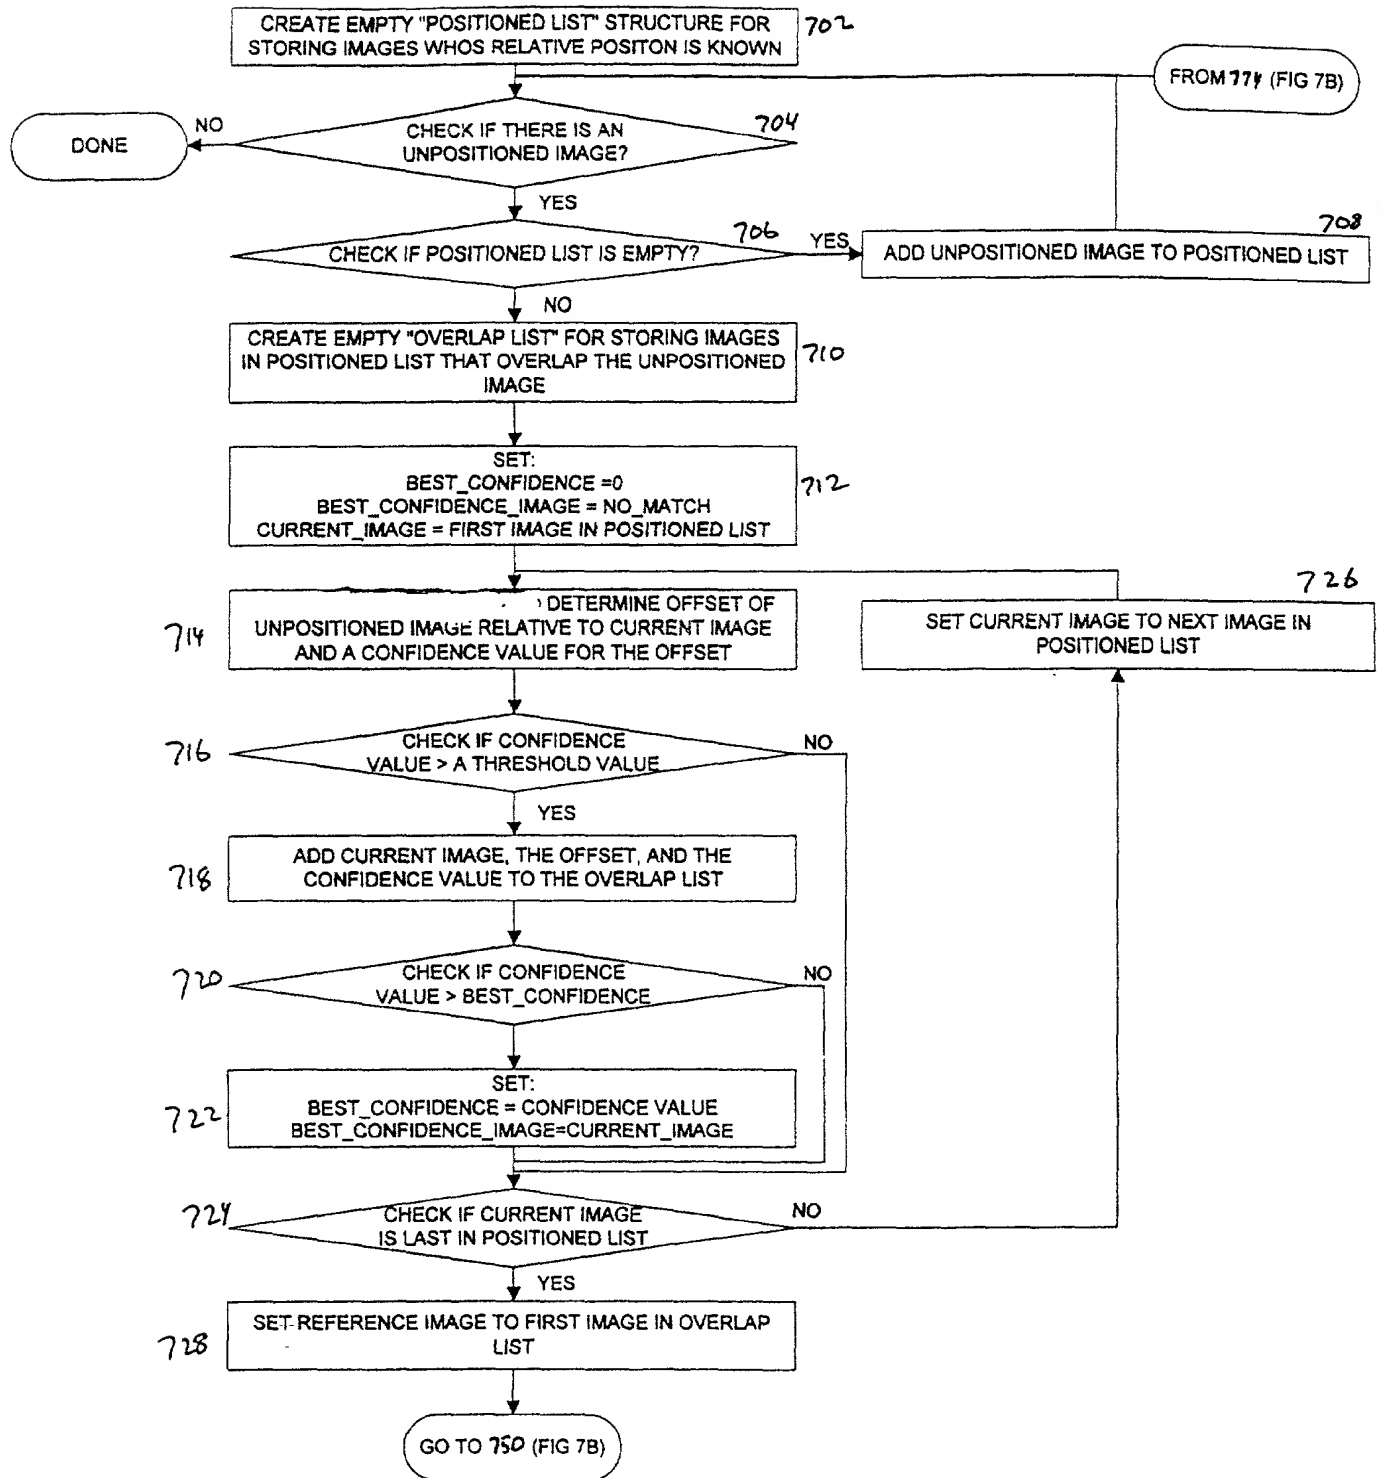 CREATE EMPTY "POSITIONED LIST" STRUCTURE FOR
STORING IMAGES WHOS RELATIVE POSITON IS KNOWN
702
FROM 774 (FIG 7B)
DONE
NO
CHECK IF THERE IS AN
UNPOSITIONED IMAGE?
704
YES
CHECK IF POSITIONED LIST IS EMPTY?
706
YES
708
ADD UNPOSITIONED IMAGE TO POSITIONED LIST
NO
CREATE EMPTY "OVERLAP LIST" FOR STORING IMAGES
IN POSITIONED LIST THAT OVERLAP THE UNPOSITIONED
IMAGE
710
SET:
BEST_CONFIDENCE =0
BEST_CONFIDENCE_IMAGE = NO_MATCH
CURRENT_IMAGE = FIRST IMAGE IN POSITIONED LIST
712
DETERMINE OFFSET OF
UNPOSITIONED IMAGE RELATIVE TO CURRENT IMAGE
AND A CONFIDENCE VALUE FOR THE OFFSET
714
726
SET CURRENT IMAGE TO NEXT IMAGE IN
POSITIONED LIST
716
CHECK IF CONFIDENCE
VALUE > A THRESHOLD VALUE
NO
YES
718
ADD CURRENT IMAGE, THE OFFSET, AND THE
CONFIDENCE VALUE TO THE OVERLAP LIST
720
CHECK IF CONFIDENCE
VALUE > BEST_CONFIDENCE
NO
722
SET:
BEST_CONFIDENCE = CONFIDENCE VALUE
BEST_CONFIDENCE_IMAGE=CURRENT_IMAGE
724
CHECK IF CURRENT IMAGE
IS LAST IN POSITIONED LIST
NO
YES
728
SET REFERENCE IMAGE TO FIRST IMAGE IN OVERLAP
LIST
GO TO 750 (FIG 7B)